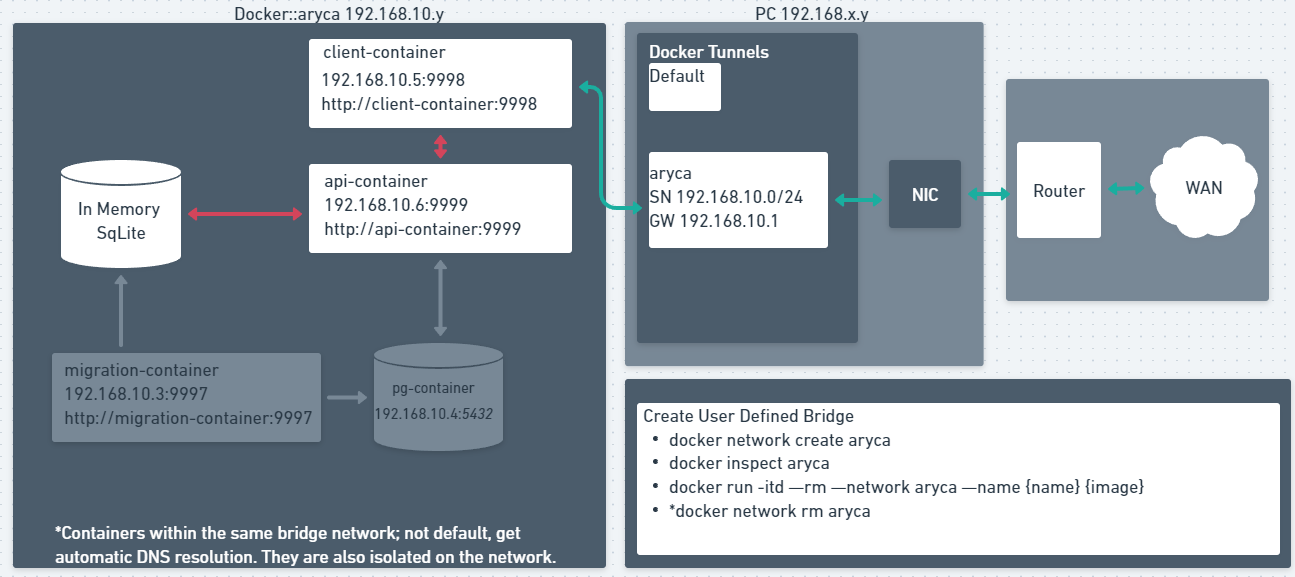 Docker::aryca 192.168.10.y
client-container
192.168.10.5:9998
http://client-container:9998
api-container
192.168.10.6:9999
http://api-container:9999
In Memory
SqLite
migration-container
192.168.10.3:9997
http://migration-container:9997
pg-container
192.168.10.4:5432
*Containers within the same bridge network; not default, get
automatic DNS resolution. They are also isolated on the network.
PC 192.168.x.y
Docker Tunnels
Default
aryca
SN 192.168.10.0/24
GW 192.168.10.1
NIC
Router
WAN
Create User Defined Bridge
• docker network create aryca
• docker inspect aryca
• docker run -itd —rm —network aryca —name {name} {image}
• *docker network rm aryca